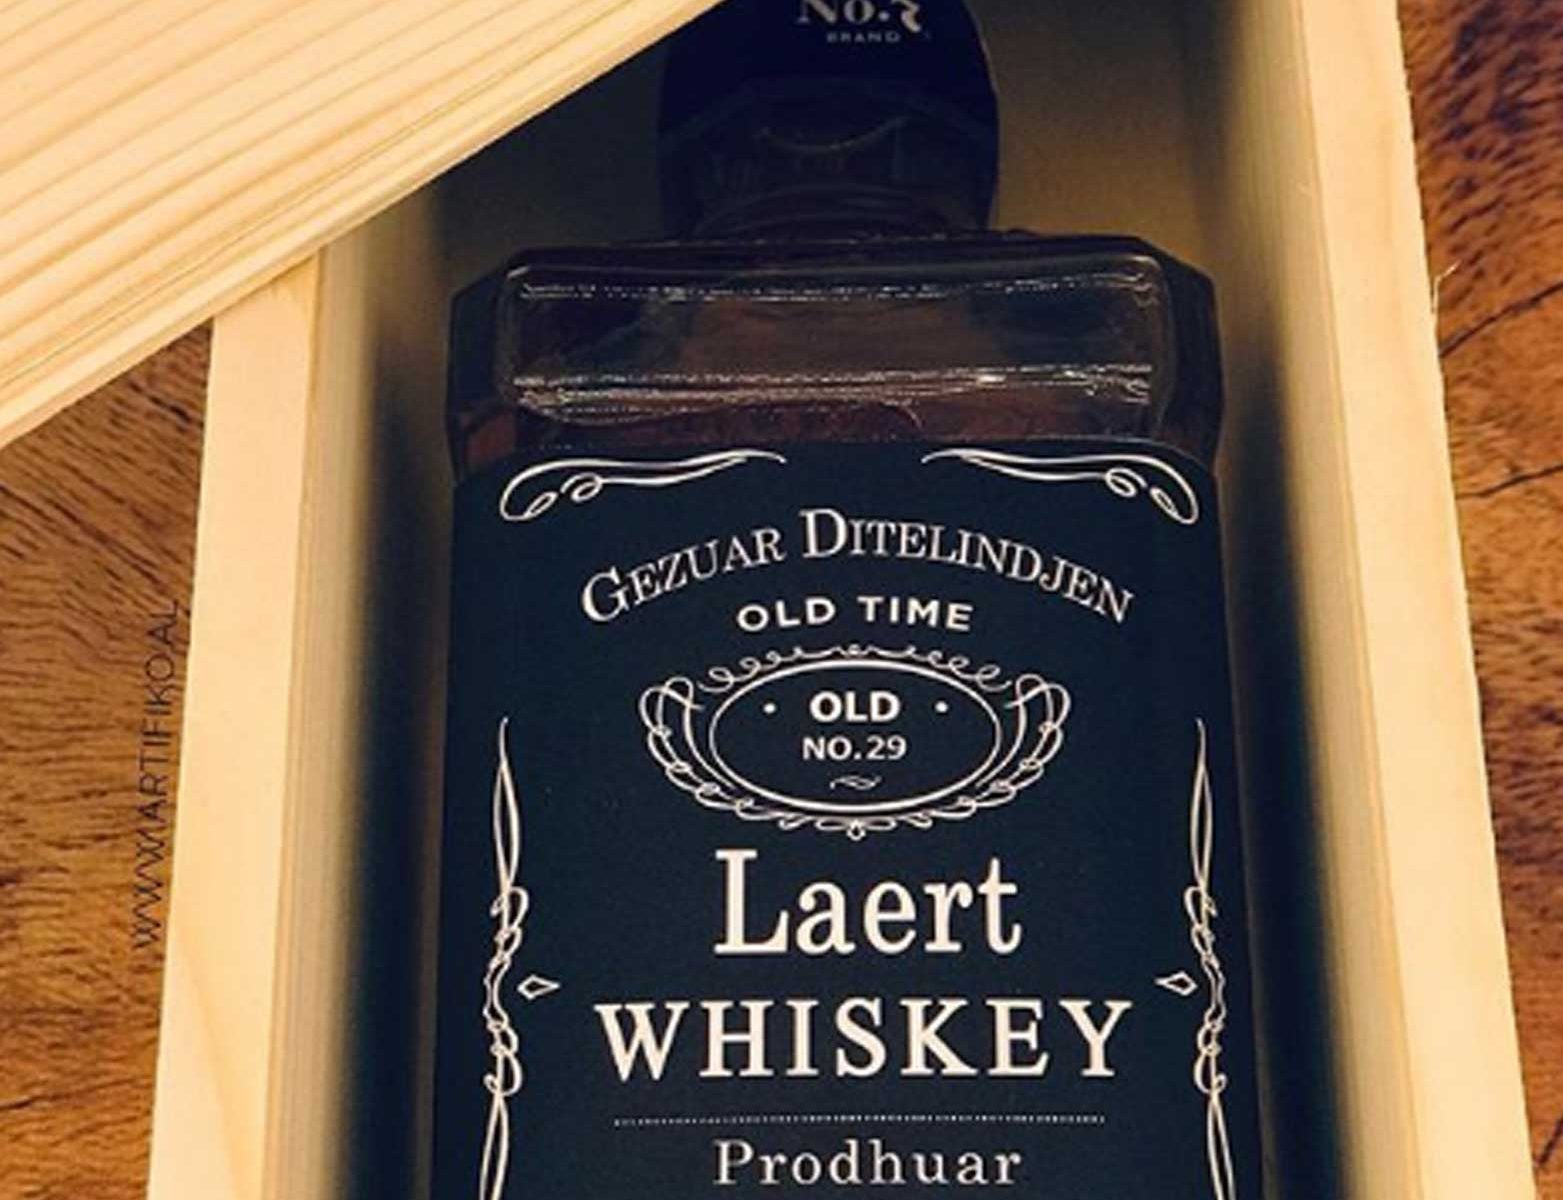 No.7
BRAND
GEZUAR DITELINDJEN
OLD TIME
OLD
NO.29
Laert
WHISKEY
Prodhuar
WWW.ARTIFIKO.AL